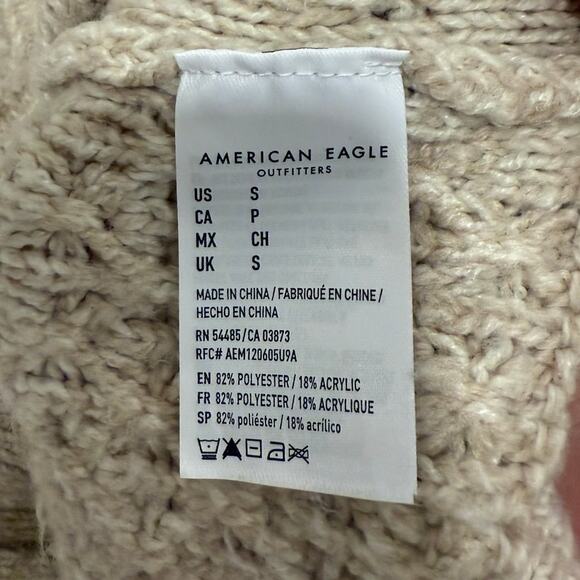 AMERICAN EAGLE
OUTFITTERS
US S
CA P
MX CH
UK S
MADE IN CHINA / FABRIQUÉ EN CHINE /
HECHO EN CHINA
RN 54485 / CA 03873
RFC# AEM120605U9A
EN 82% POLYESTER / 18% ACRYLIC
FR 82% POLYESTER / 18% ACRYLIQUE
SP 82% poliéster / 18% acrílico